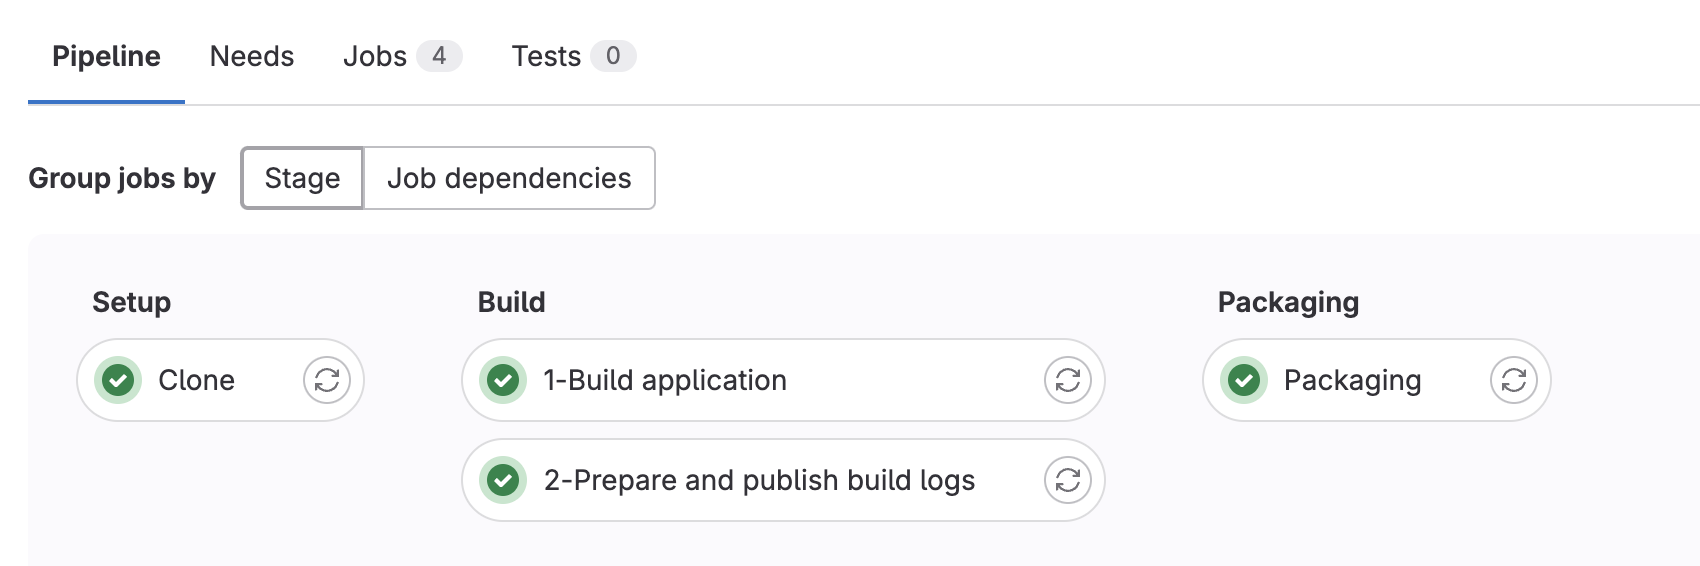 Pipeline Needs Jobs 4 Tests 0
Group jobs by Stage Job dependencies
Setup Build Packaging
Clone 1-Build application Packaging
2-Prepare and publish build logs